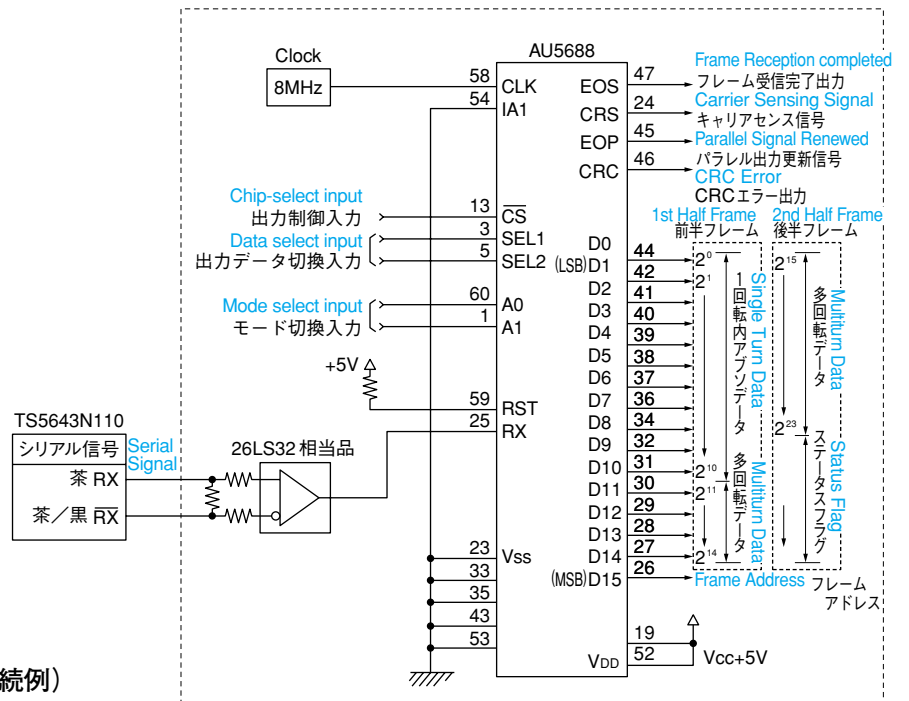 Clock
8MHz
AU5688
58
CLK
54
IA1
EOS
47
Frame Reception completed
フレーム受信完了出力
CRS
24
Carrier Sensing Signal
キャリアセンス信号
EOP
45
Parallel Signal Renewed
パラレル出力更新信号
CRC
46
CRC Error
CRCエラー出力
Chip-select input
出力制御入力
13
CS
Data select input
出力データ切換入力
3
SEL1
5
SEL2
Mode select input
モード切換入力
60
A0
1
A1
+5V
59
RST
25
RX
TS5643N110
シリアル信号
Serial
Signal
茶 RX
茶/黒 RX
26LS32 相当品
23
Vss
33
35
43
53
1st Half Frame
前半フレーム
2nd Half Frame
後半フレーム
D0
44
(LSB) D1
42
D2
41
D3
40
D4
39
D5
38
D6
37
D7
36
D8
34
D9
32
D10
31
D11
30
D12
29
D13
28
D14
27
(MSB) D15
26
2⁰
2¹
2¹⁰
2¹¹
2¹⁴
1回転内アブソデータ
Single Turn Data
多回転データ
Multiturn Data
2¹⁵
2²³
多回転データ
Multiturn Data
ステータスフラグ
Status Flag
Frame Address
フレーム
アドレス
19
VDD
52
Vcc+5V
続例)